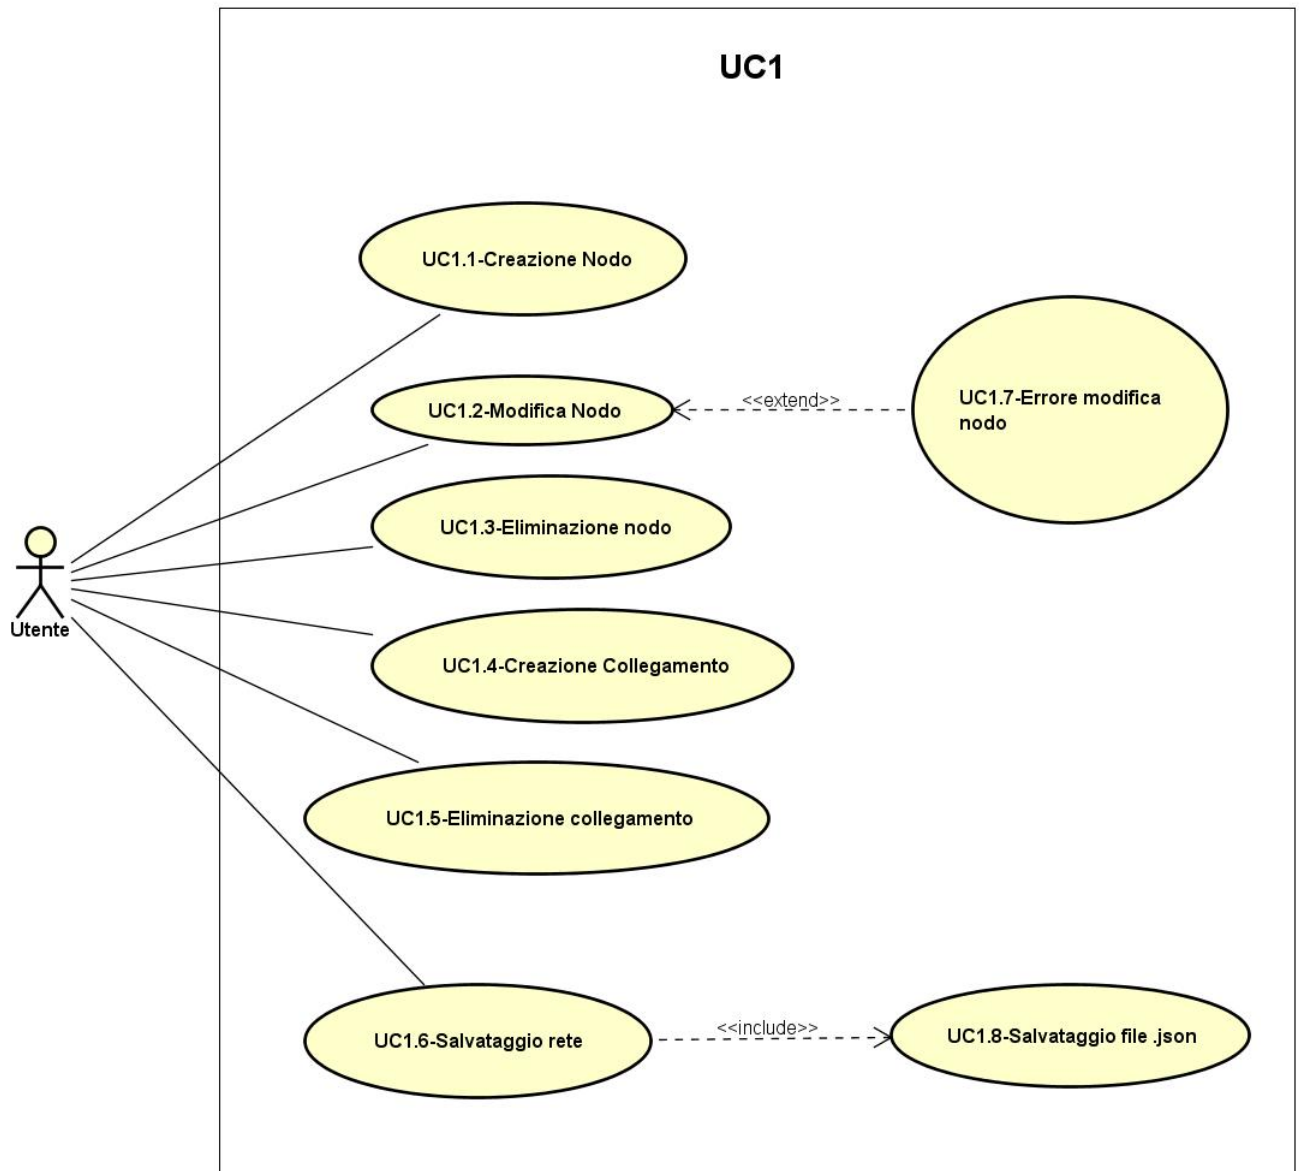 UC1
UC1.1-Creazione Nodo
UC1.2-Modifica Nodo
<<extend>>
UC1.7-Errore modifica
nodo
UC1.3-Eliminazione nodo
Utente
UC1.4-Creazione Collegamento
UC1.5-Eliminazione collegamento
UC1.6-Salvataggio rete
<<include>>
UC1.8-Salvataggio file .json